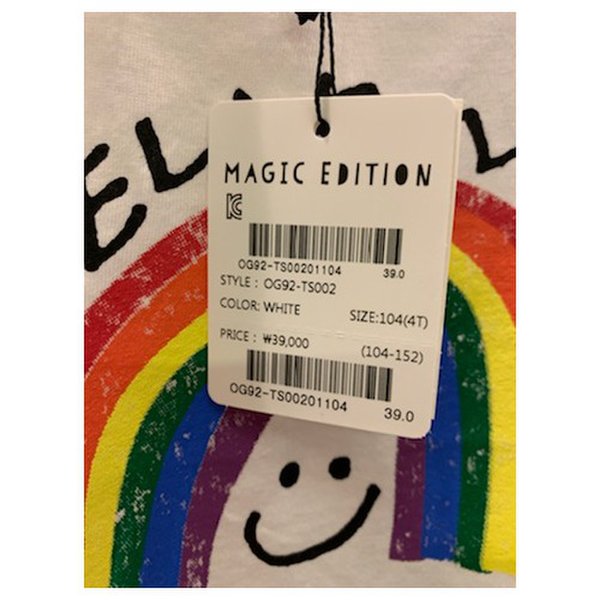 EL
L
MAGIC EDITION
OG92-TS00201104 39.0
STYLE : OG92-TS002
COLOR: WHITE SIZE:104(4T)
PRICE : ₩39,000 (104-152)
OG92-TS00201104 39.0